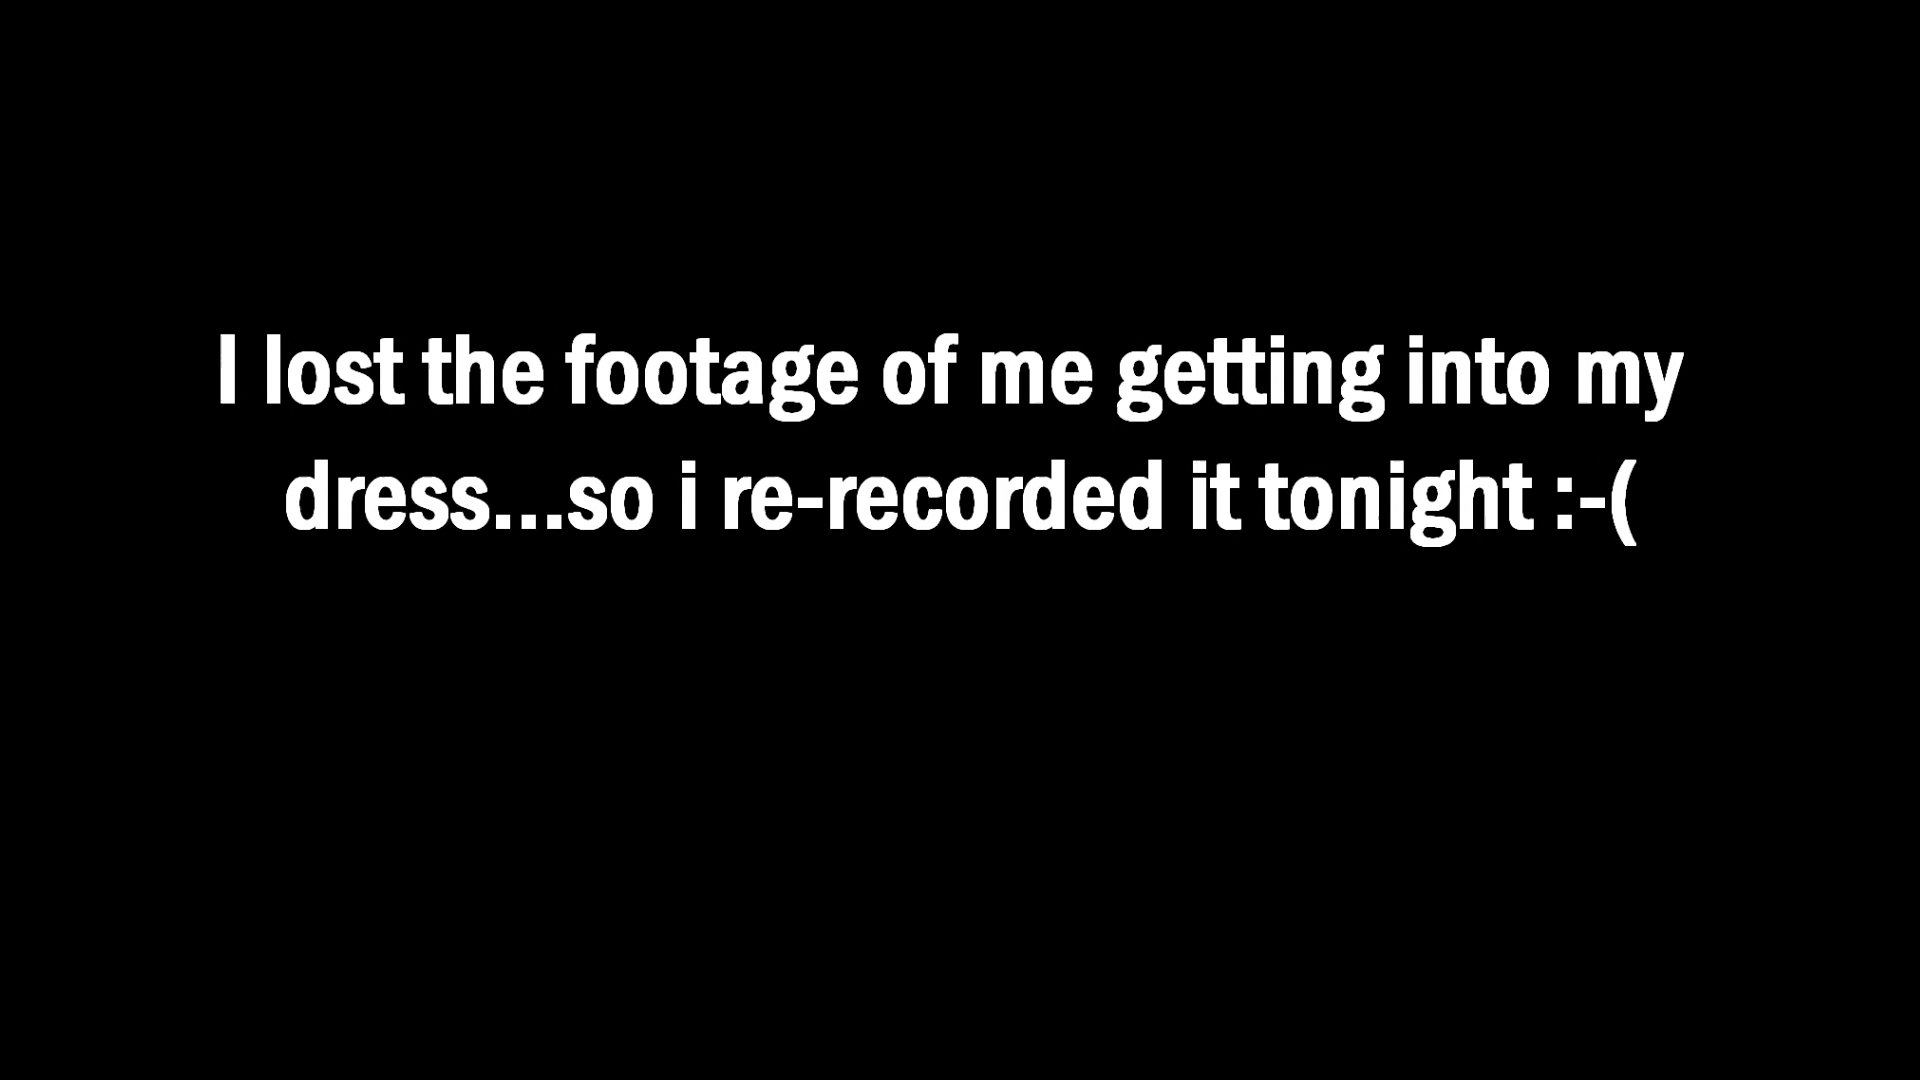 I lost the footage of me getting into my
dress...so i re-recorded it tonight :-(